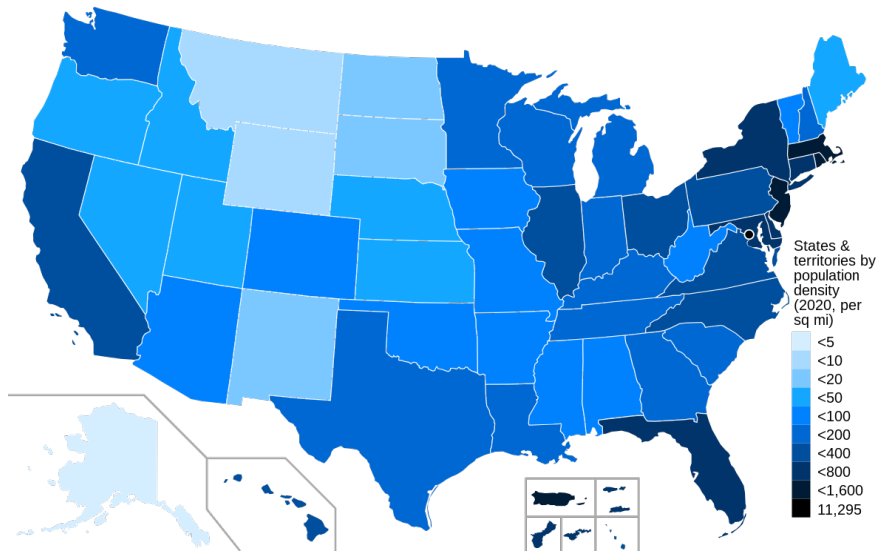 States &
territories by
population
density
(2020, per
sq mi)
<5
<10
<20
<50
<100
<200
<400
<800
<1,600
11,295